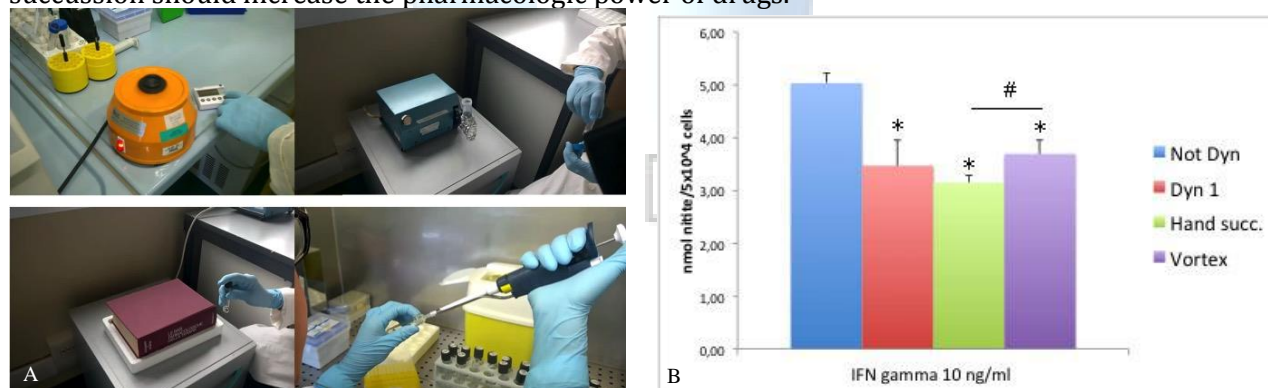 succussion should increase the pharmacologic power of drugs.
A
6,00
5,00
4,00
3,00
2,00
1,00
0,00
nmol nitite/5x10^4 cells
*
*
#
*
IFN gamma 10 ng/ml
Not Dyn
Dyn 1
Hand succ.
Vortex
B